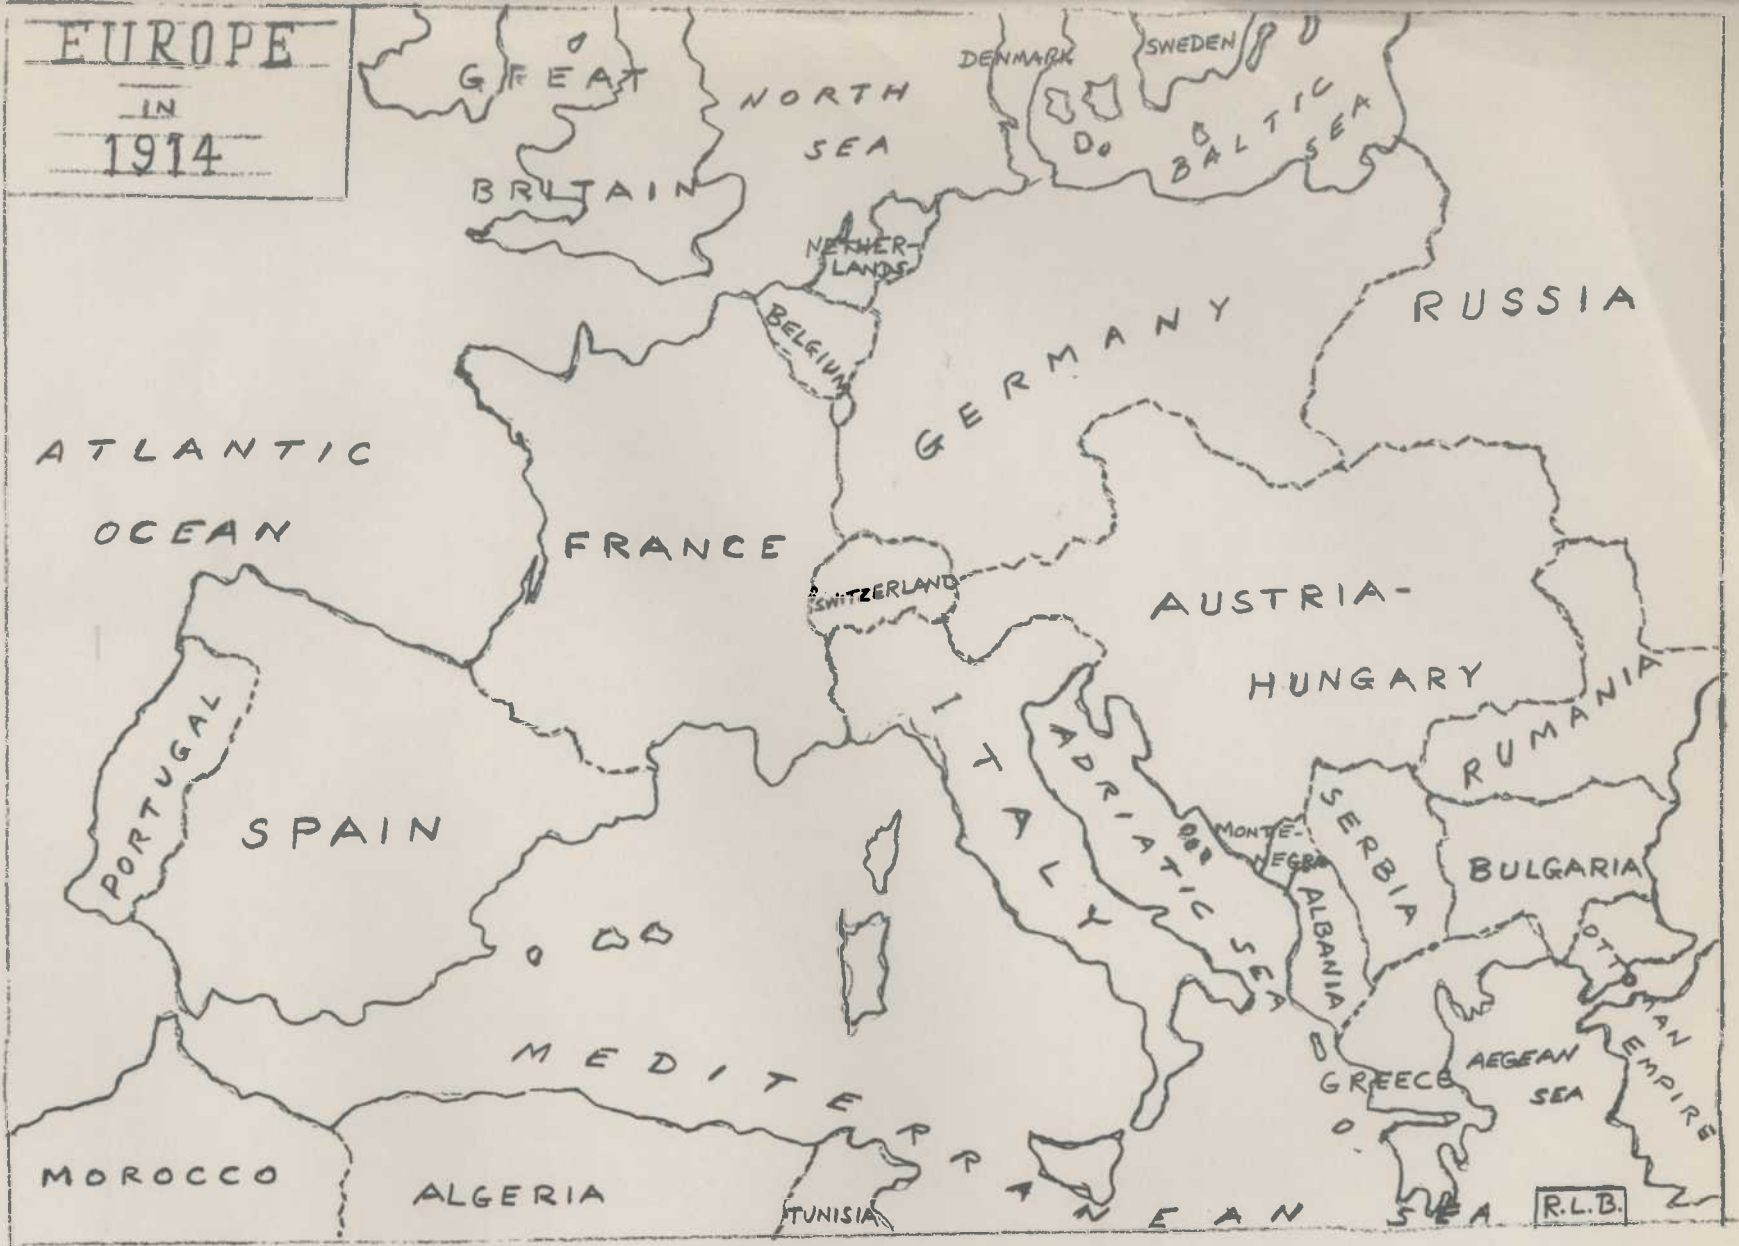 EUROPE
IN
1914
GREAT
BRITAIN
NORTH
SEA
DENMARK
SWEDEN
BALTIC
SEA
NETHER-
LANDS
BELGIUM
GERMANY
RUSSIA
ATLANTIC
OCEAN
FRANCE
SWITZERLAND
AUSTRIA-
HUNGARY
PORTUGAL
SPAIN
ITALY
ADRIATIC SEA
RUMANIA
MONTE-
NEGRO
SERBIA
BULGARIA
ALBANIA
OTTOMAN
EMPIRE
GREECE
AEGEAN
SEA
MEDITERRANEAN SEA
MOROCCO
ALGERIA
TUNISIA
R.L.B.